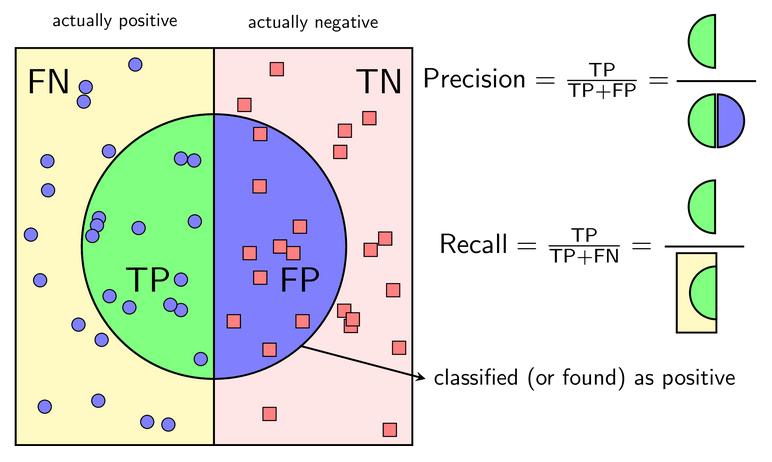 actually positive
actually negative
FN
TN
TP
FP
Precision = TP/TP+FP =
Recall = TP/TP+FN =
classified (or found) as positive